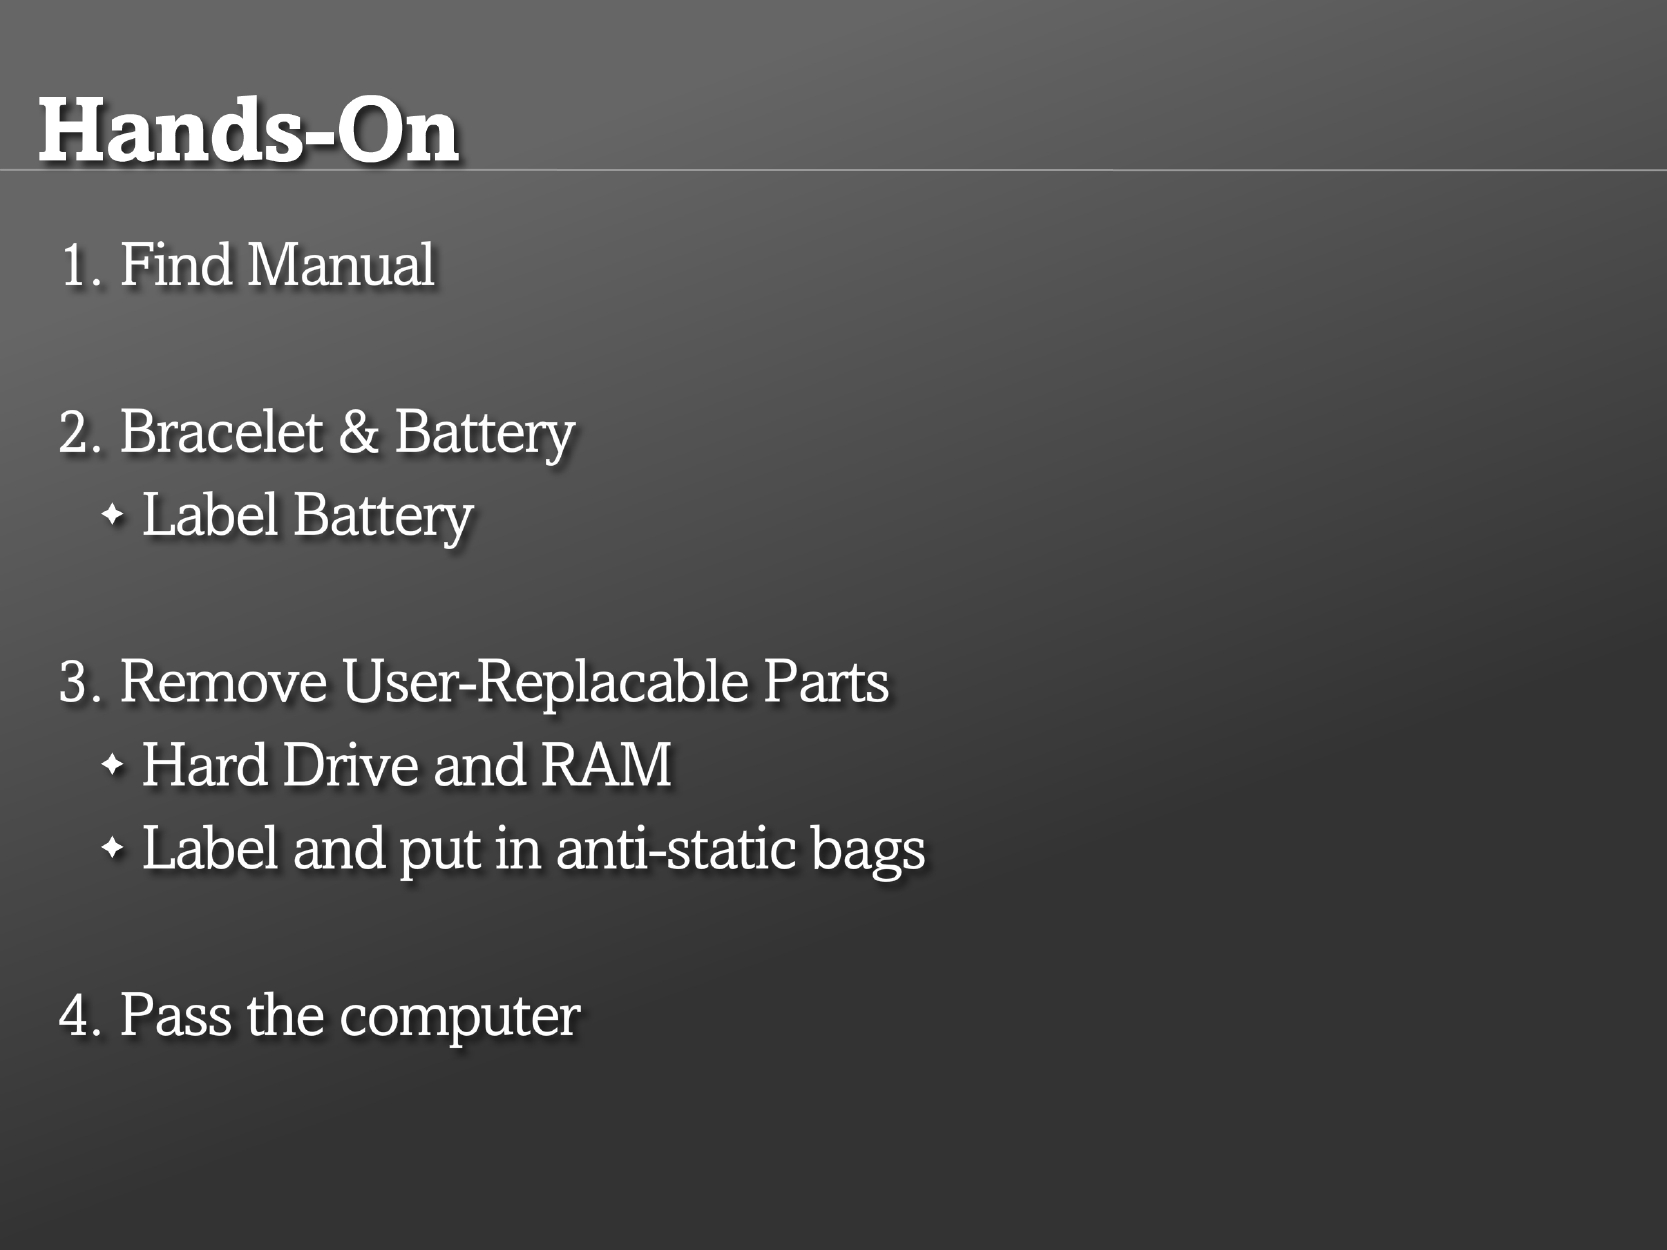 Hands-On
1. Find Manual
2. Bracelet & Battery
✦ Label Battery
3. Remove User-Replacable Parts
✦ Hard Drive and RAM
✦ Label and put in anti-static bags
4. Pass the computer